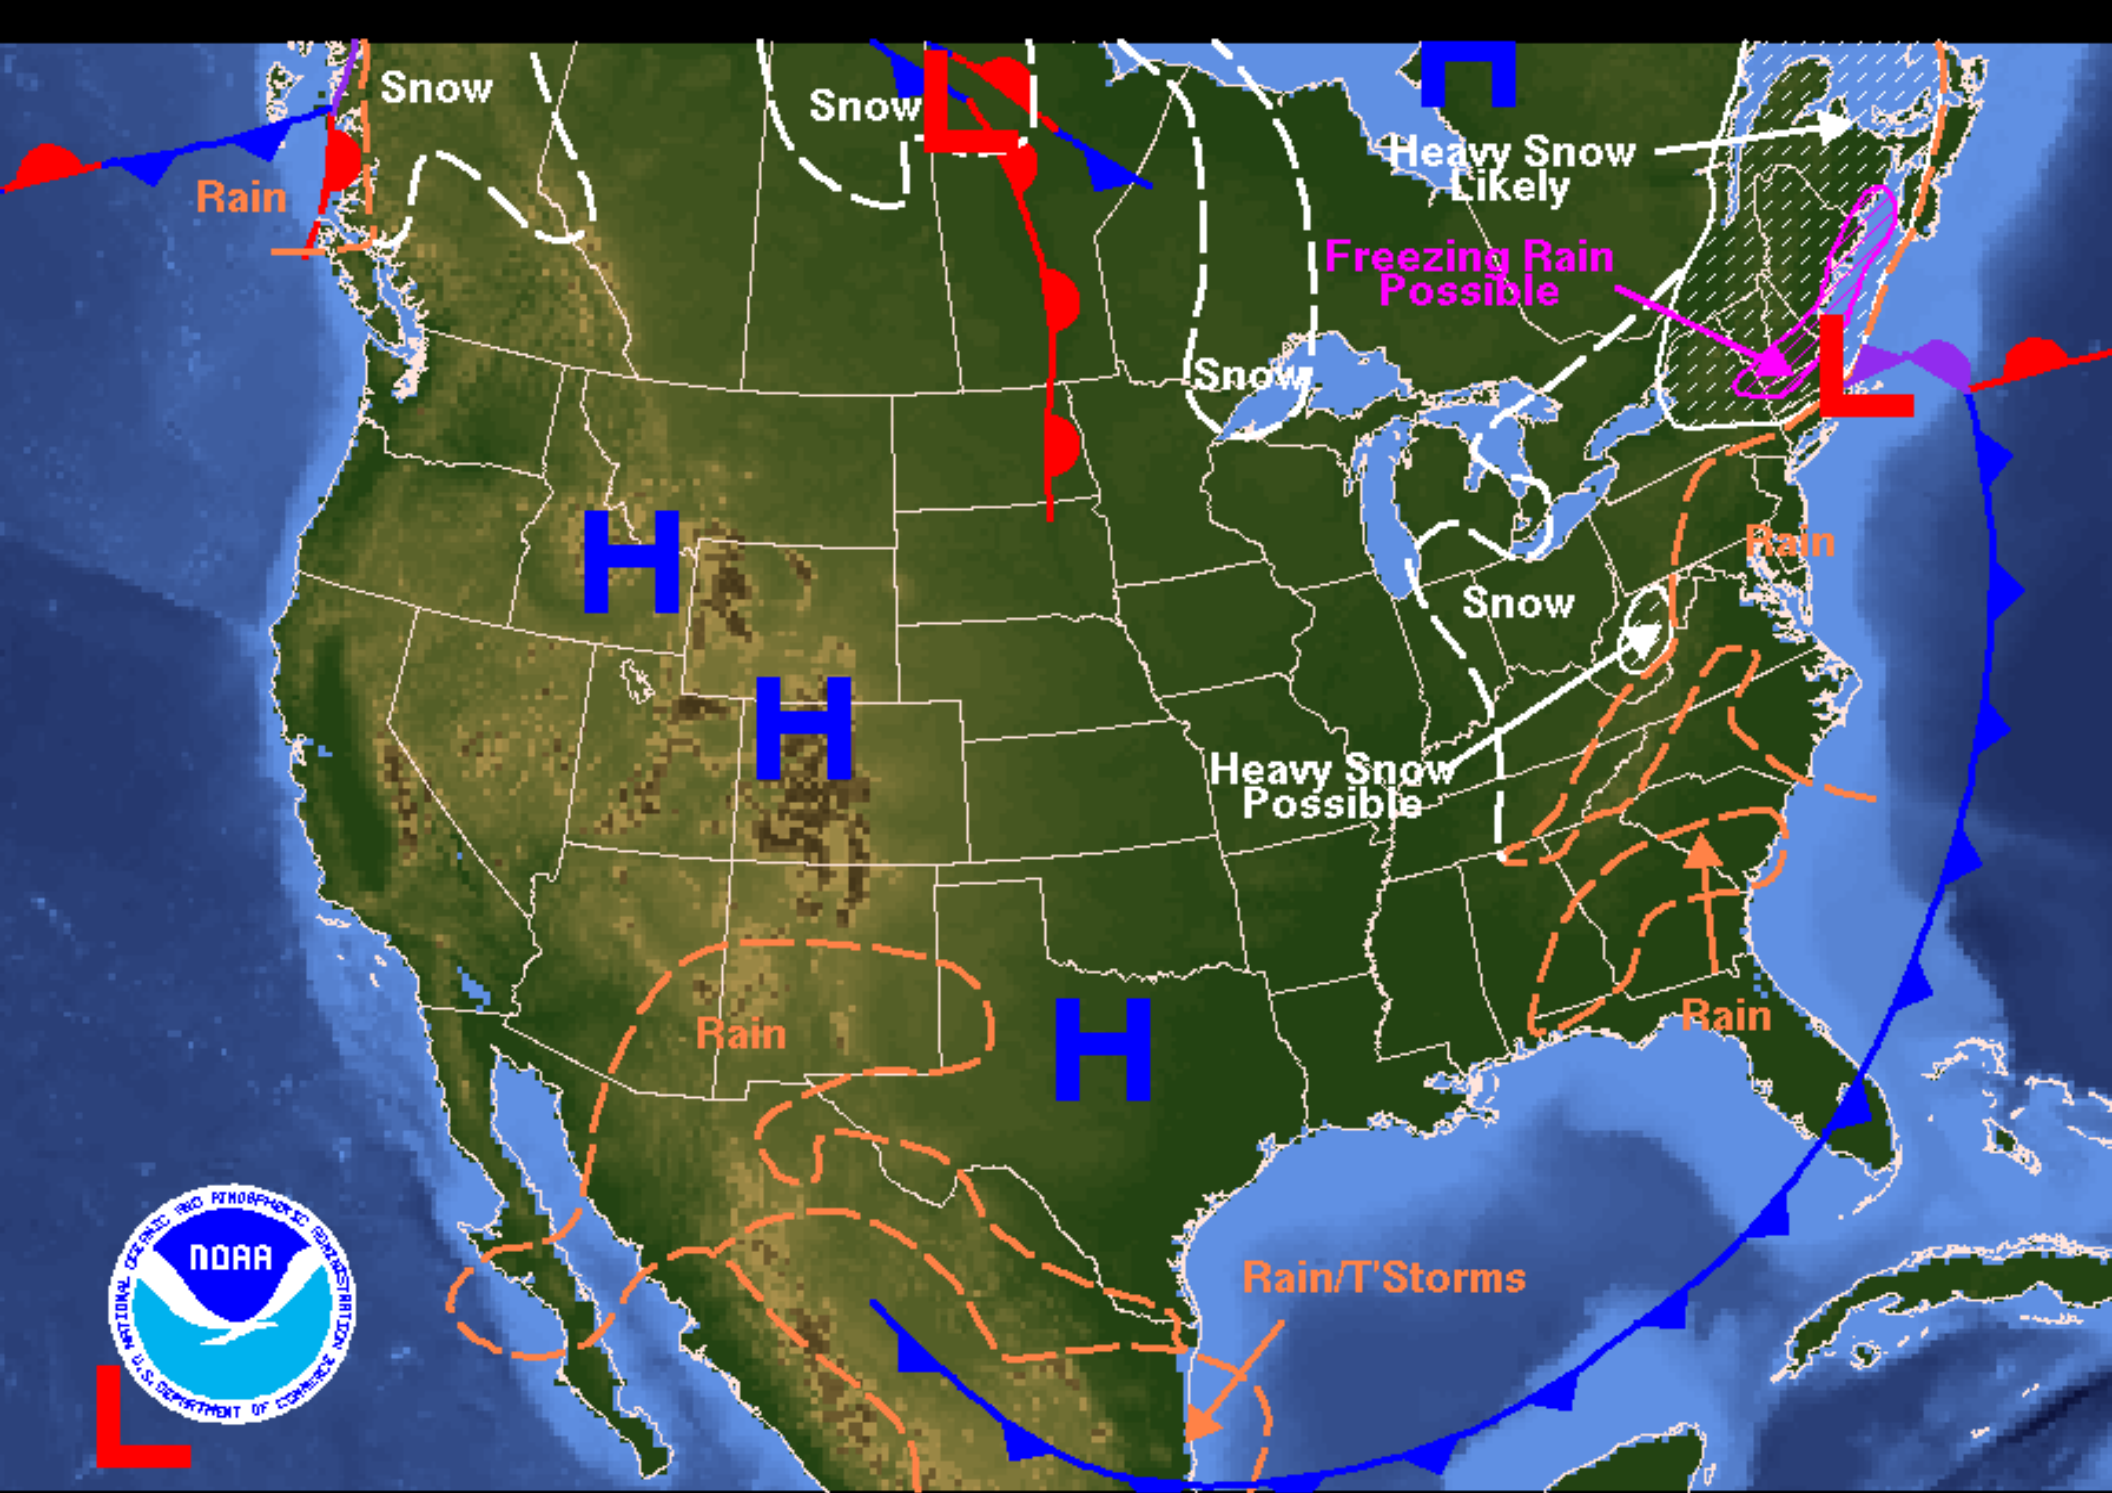 Snow
Snow
L
H
Heavy Snow
Likely
Rain
Freezing Rain
Possible
L
Snow
H
Rain
Snow
H
Heavy Snow
Possible
H
Rain
Rain
Rain/T'Storms
NATIONAL OCEANIC AND ATMOSPHERIC ADMINISTRATION
NOAA
U.S. DEPARTMENT OF COMMERCE
L